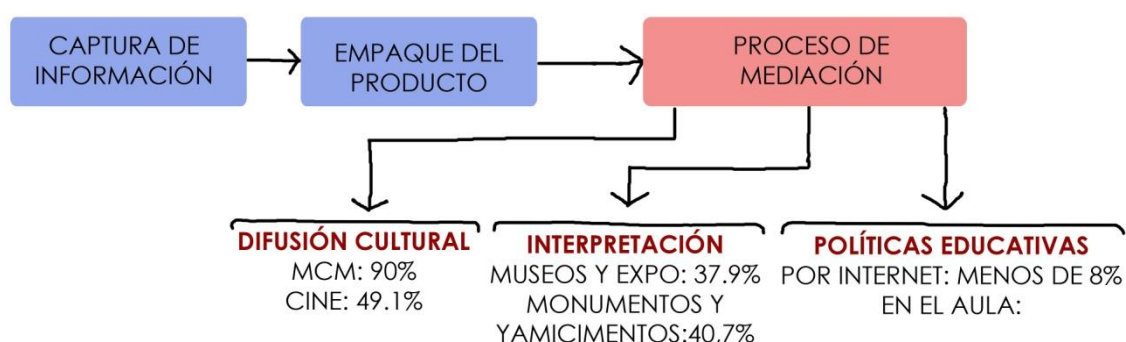 CAPTURA DE
INFORMACIÓN
EMPAQUE DEL
PRODUCTO
PROCESO DE
MEDIACIÓN
DIFUSIÓN CULTURAL
MCM: 90%
CINE: 49.1%
INTERPRETACIÓN
MUSEOS Y EXPO: 37.9%
MONUMENTOS Y
YAMICIMENTOS:40,7%
POLÍTICAS EDUCATIVAS
POR INTERNET: MENOS DE 8%
EN EL AULA: